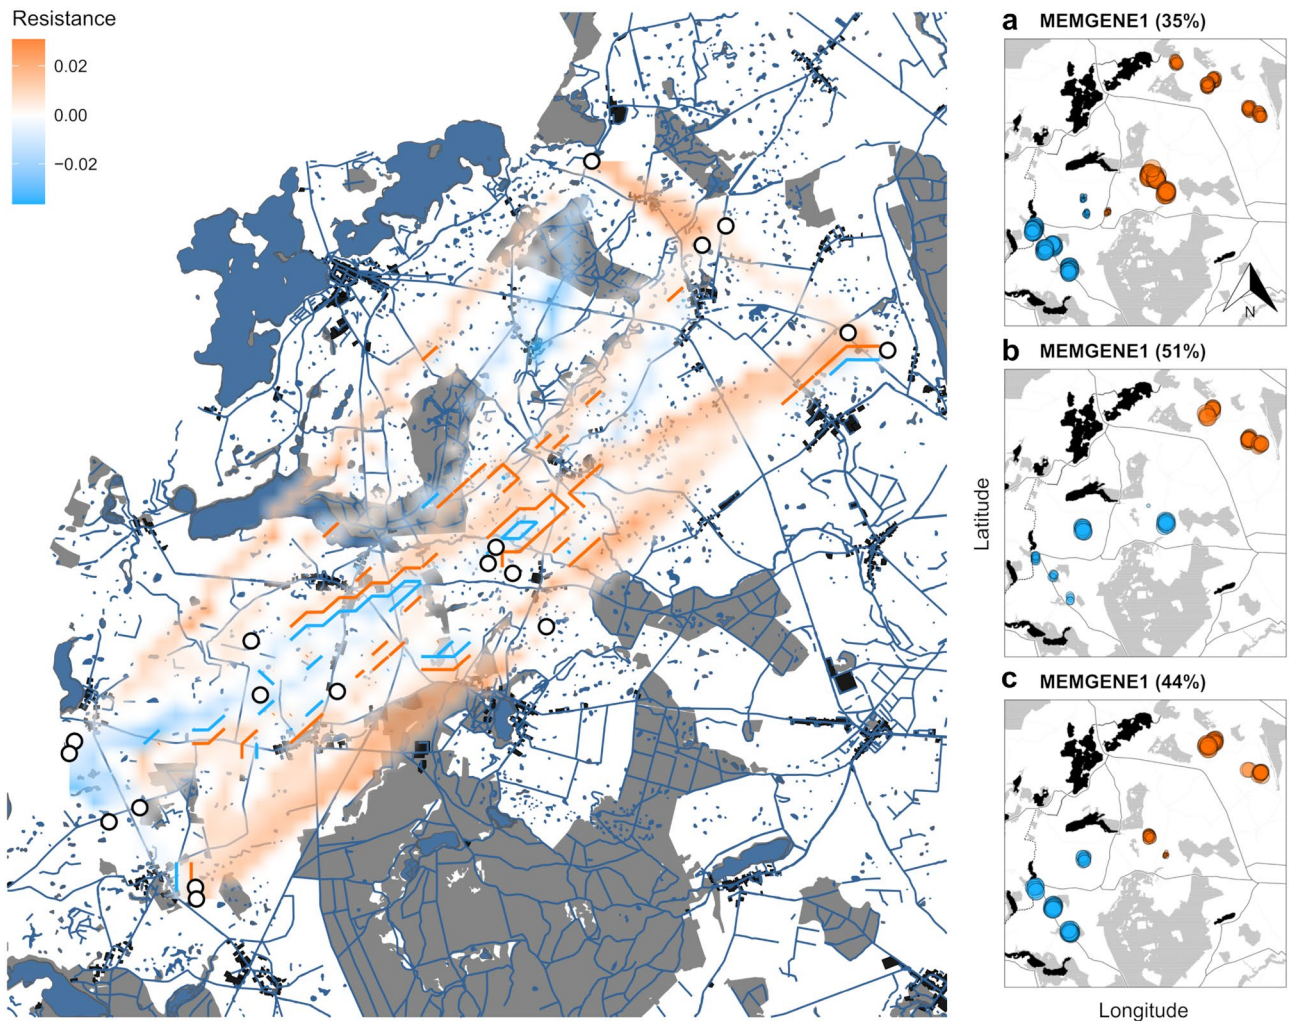 Resistance
0.02
0.00
−0.02
a MEMGENE1 (35%)
N
b MEMGENE1 (51%)
c MEMGENE1 (44%)
Latitude
Longitude